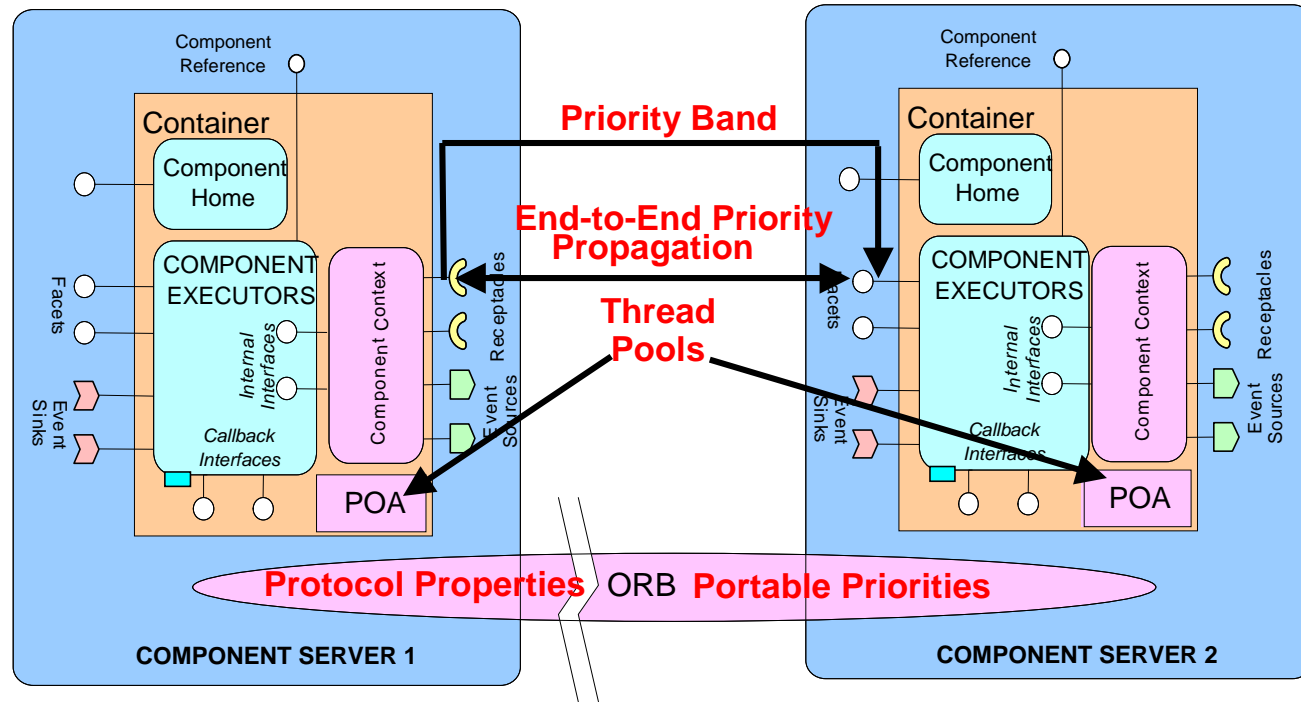 Component
Reference
Container
Component
Home
COMPONENT
EXECUTORS
Facets
Internal
Interfaces
Component Context
Receptacles
Event
Sinks
Event
Sources
Callback
Interfaces
POA
COMPONENT SERVER 1
Priority Band
End-to-End Priority
Propagation
Thread
Pools
Protocol Properties
ORB
Portable Priorities
Component
Reference
Container
Component
Home
COMPONENT
EXECUTORS
Facets
Internal
Interfaces
Component Context
Receptacles
Event
Sinks
Event
Sources
Callback
Interfaces
POA
COMPONENT SERVER 2